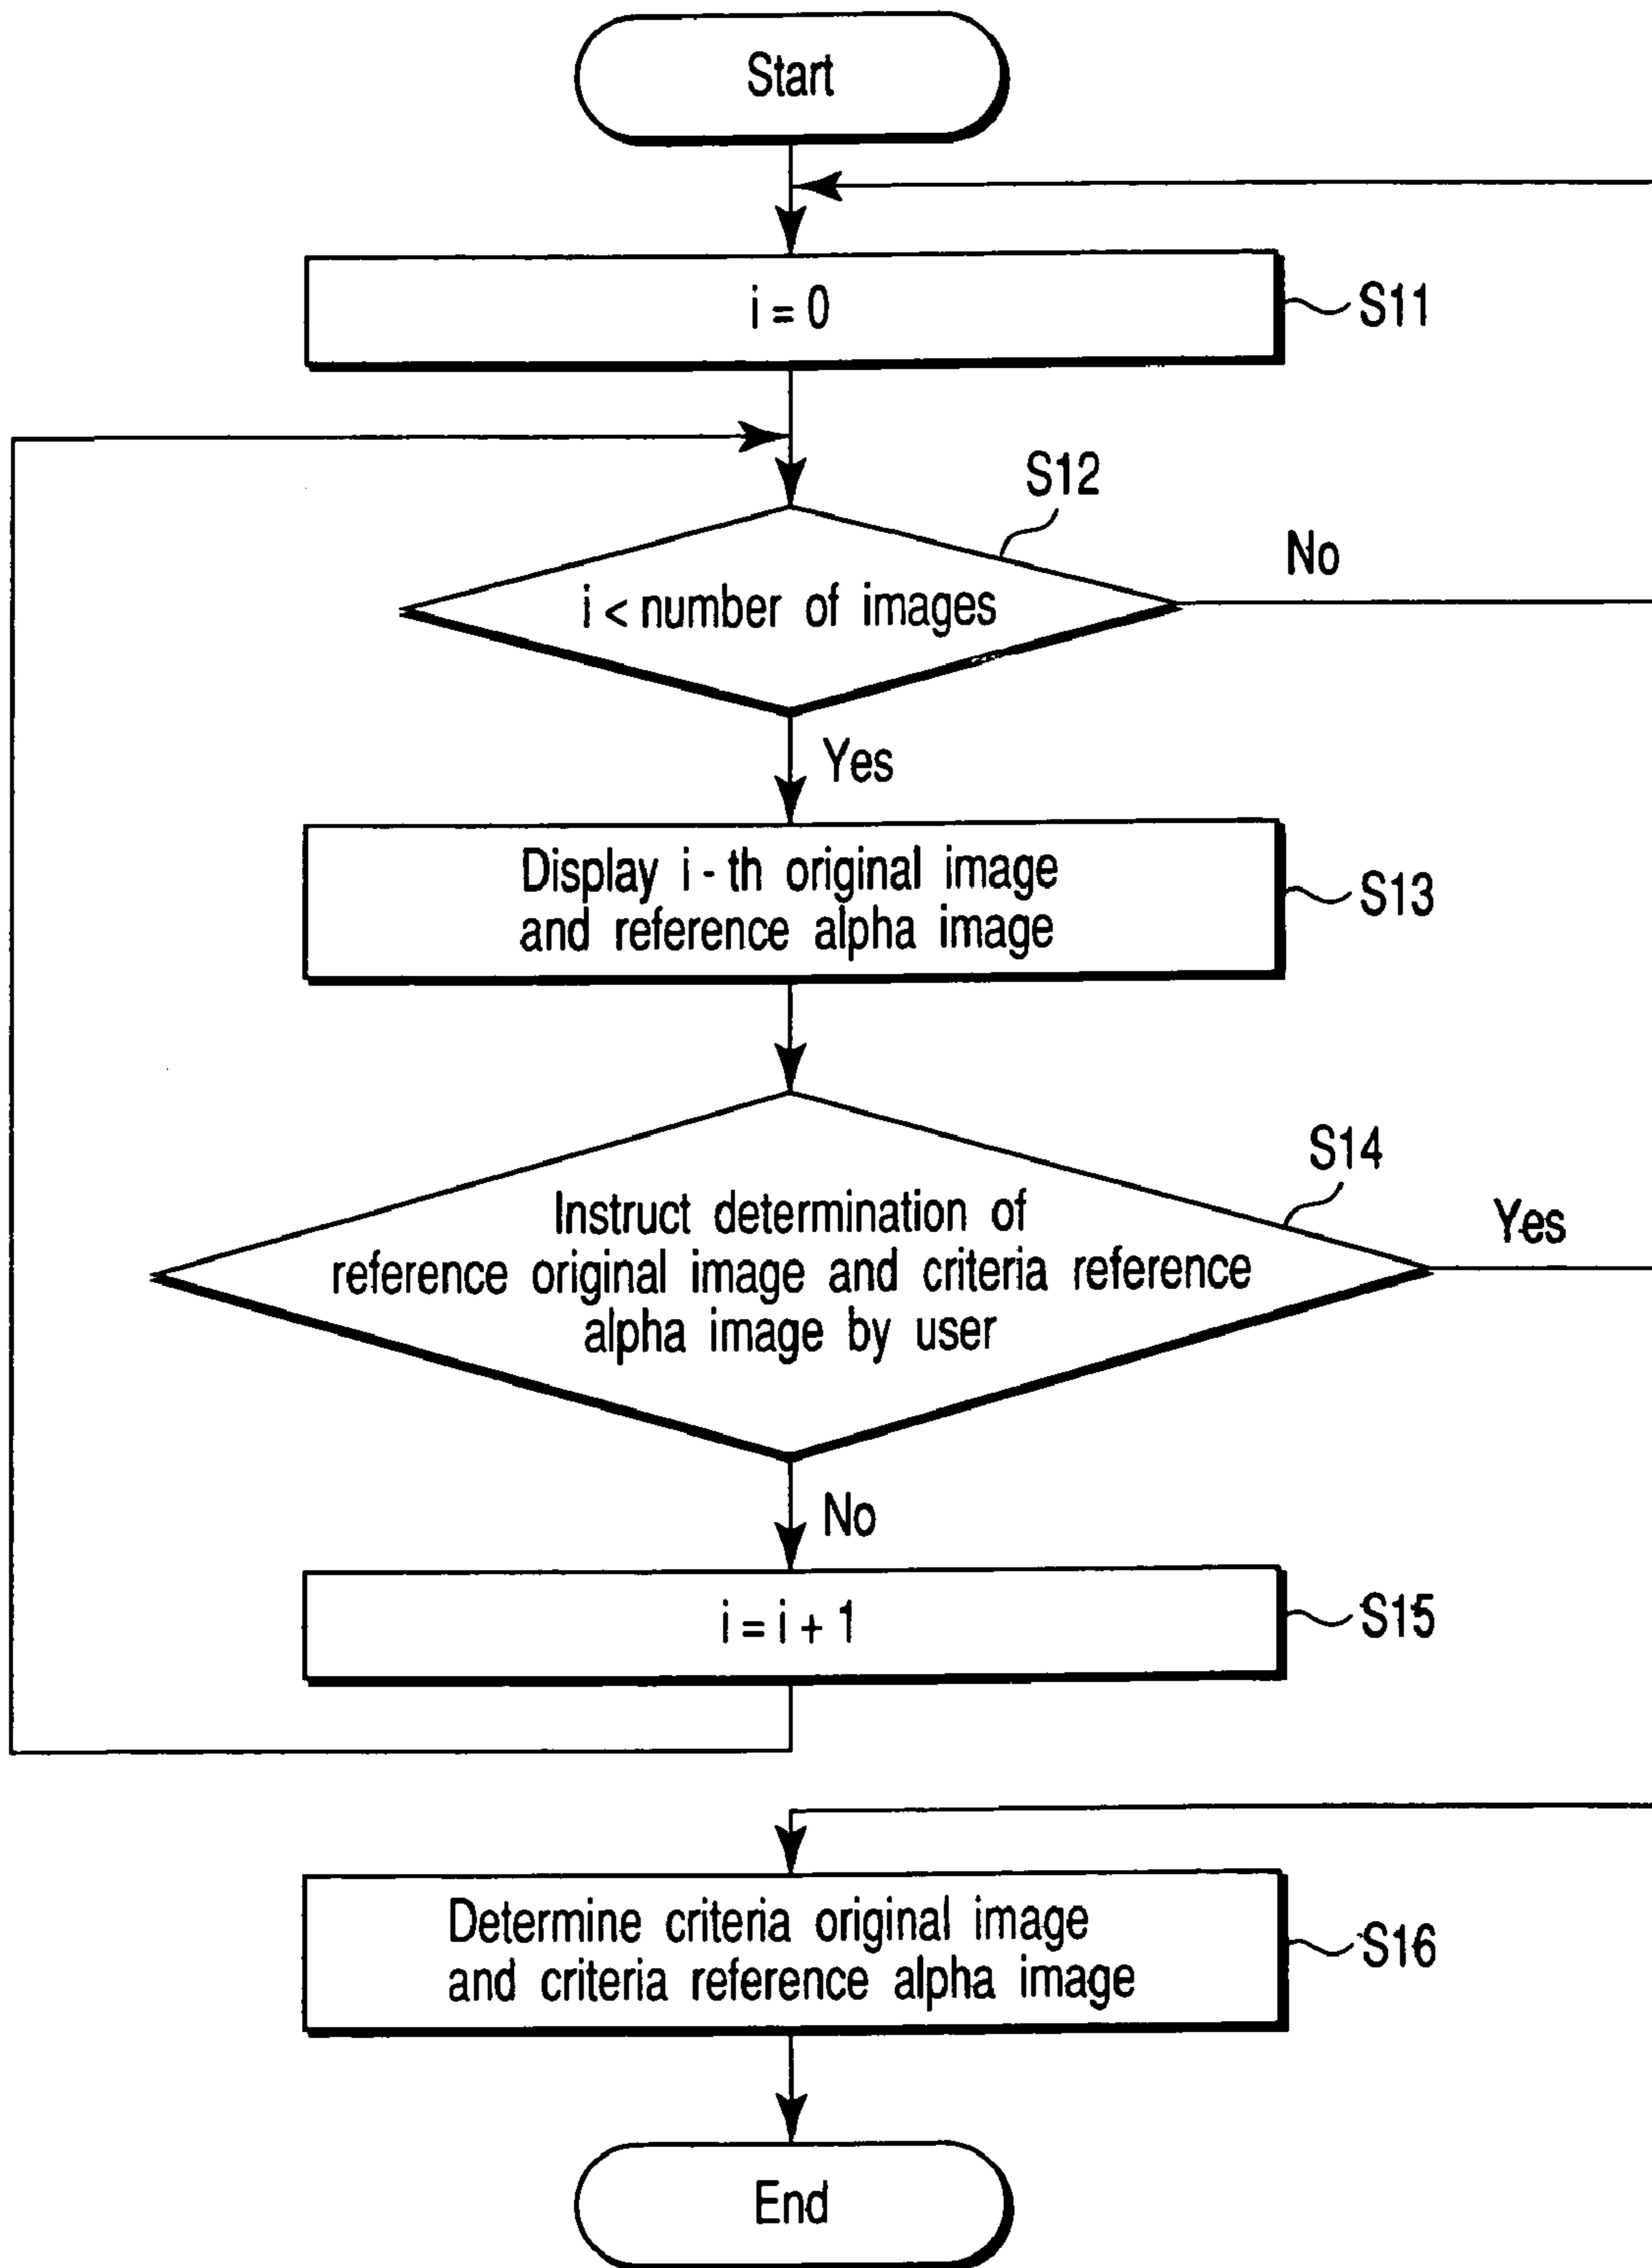 Start
i = 0
S11
S12
i < number of images
No
Yes
Display i - th original image
and reference alpha image
S13
S14
Instruct determination of
reference original image and criteria reference
alpha image by user
Yes
No
i = i + 1
S15
Determine criteria original image
and criteria reference alpha image
S16
End